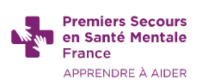 Premiers Secours
en Santé Mentale
France
APPRENDRE À AIDER